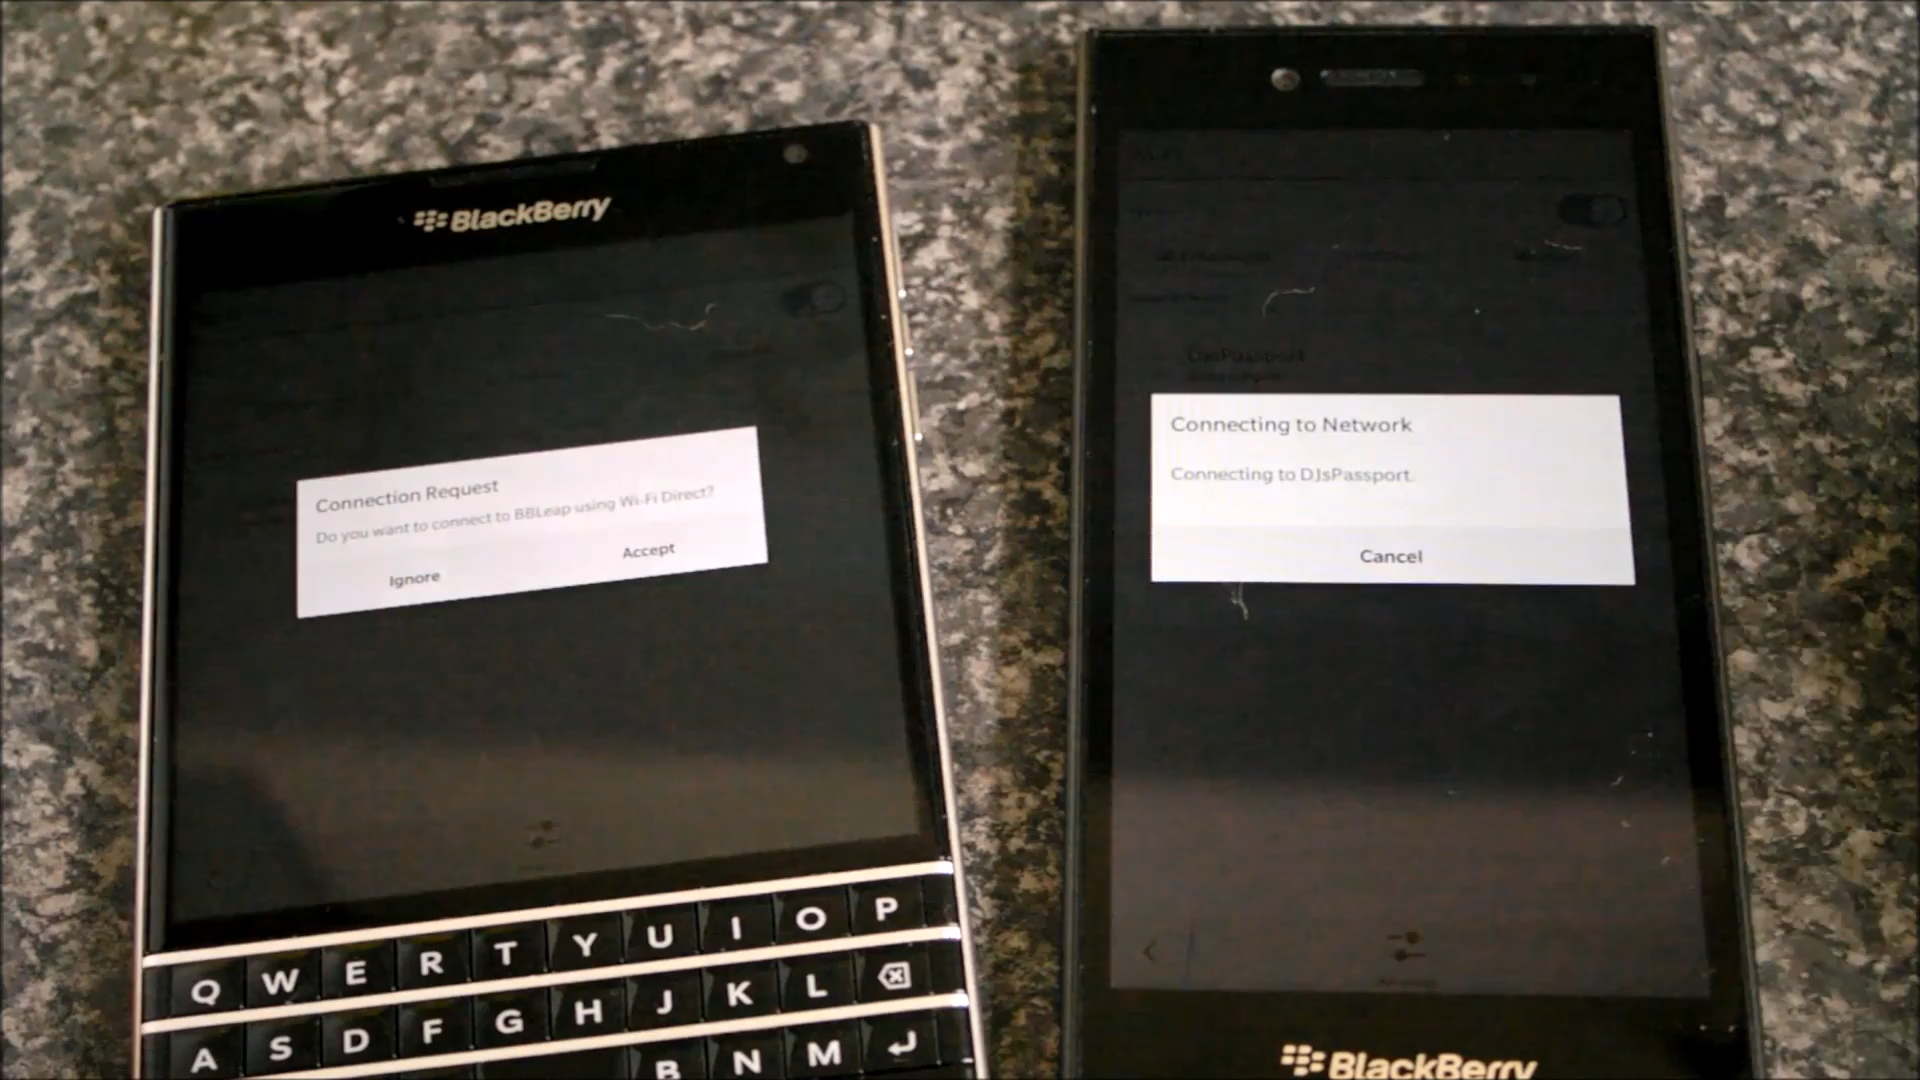 BlackBerry
Connection Request
Do you want to connect to BBLeap using Wi-Fi Direct?
Ignore
Accept
Q W E R T Y U I O P
A S D F G H J K L
B N M
DJsPassport
Connecting to Network
Connecting to DJsPassport.
Cancel
BlackBerry